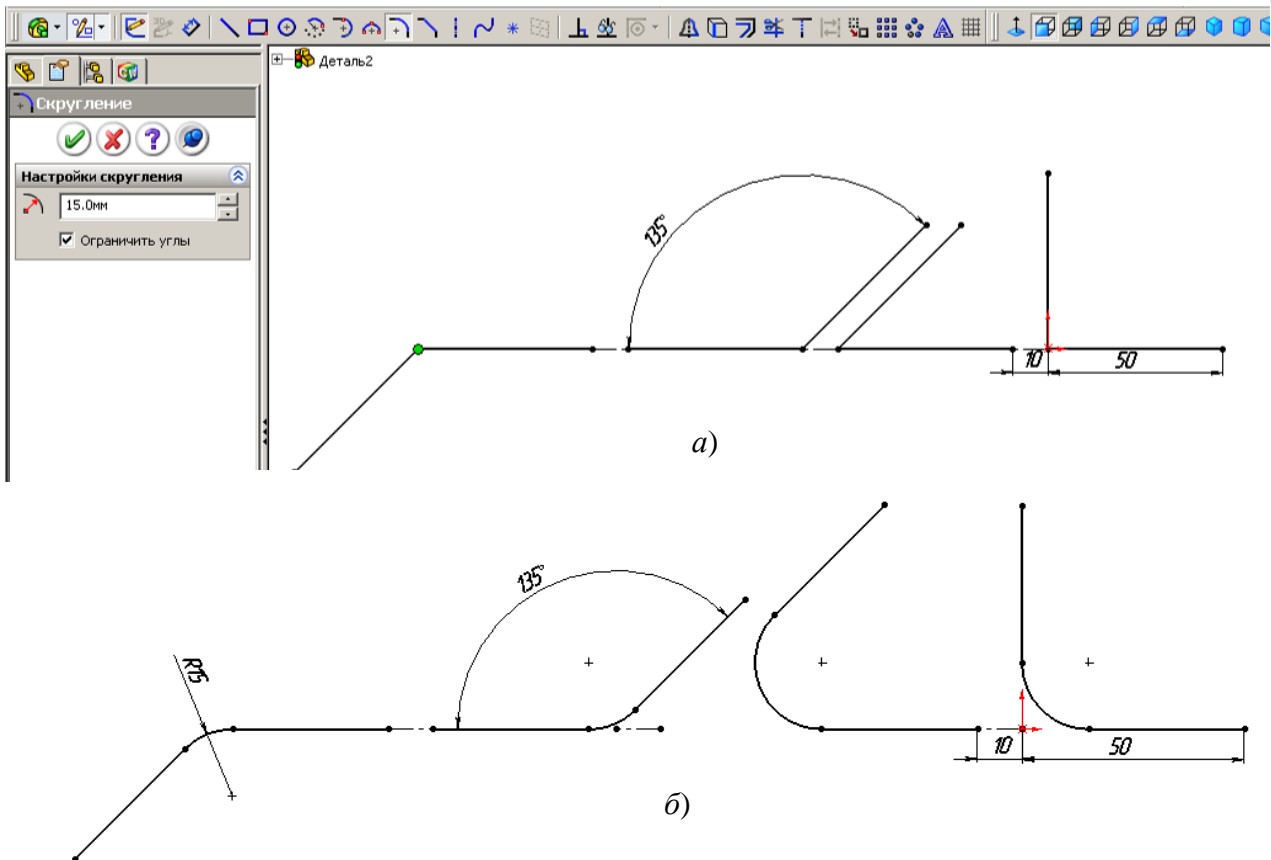 Деталь2
Скругление
Настройки скругления
15.0мм
Ограничить углы
135°
10
50
а)
135°
R15
10
50
б)